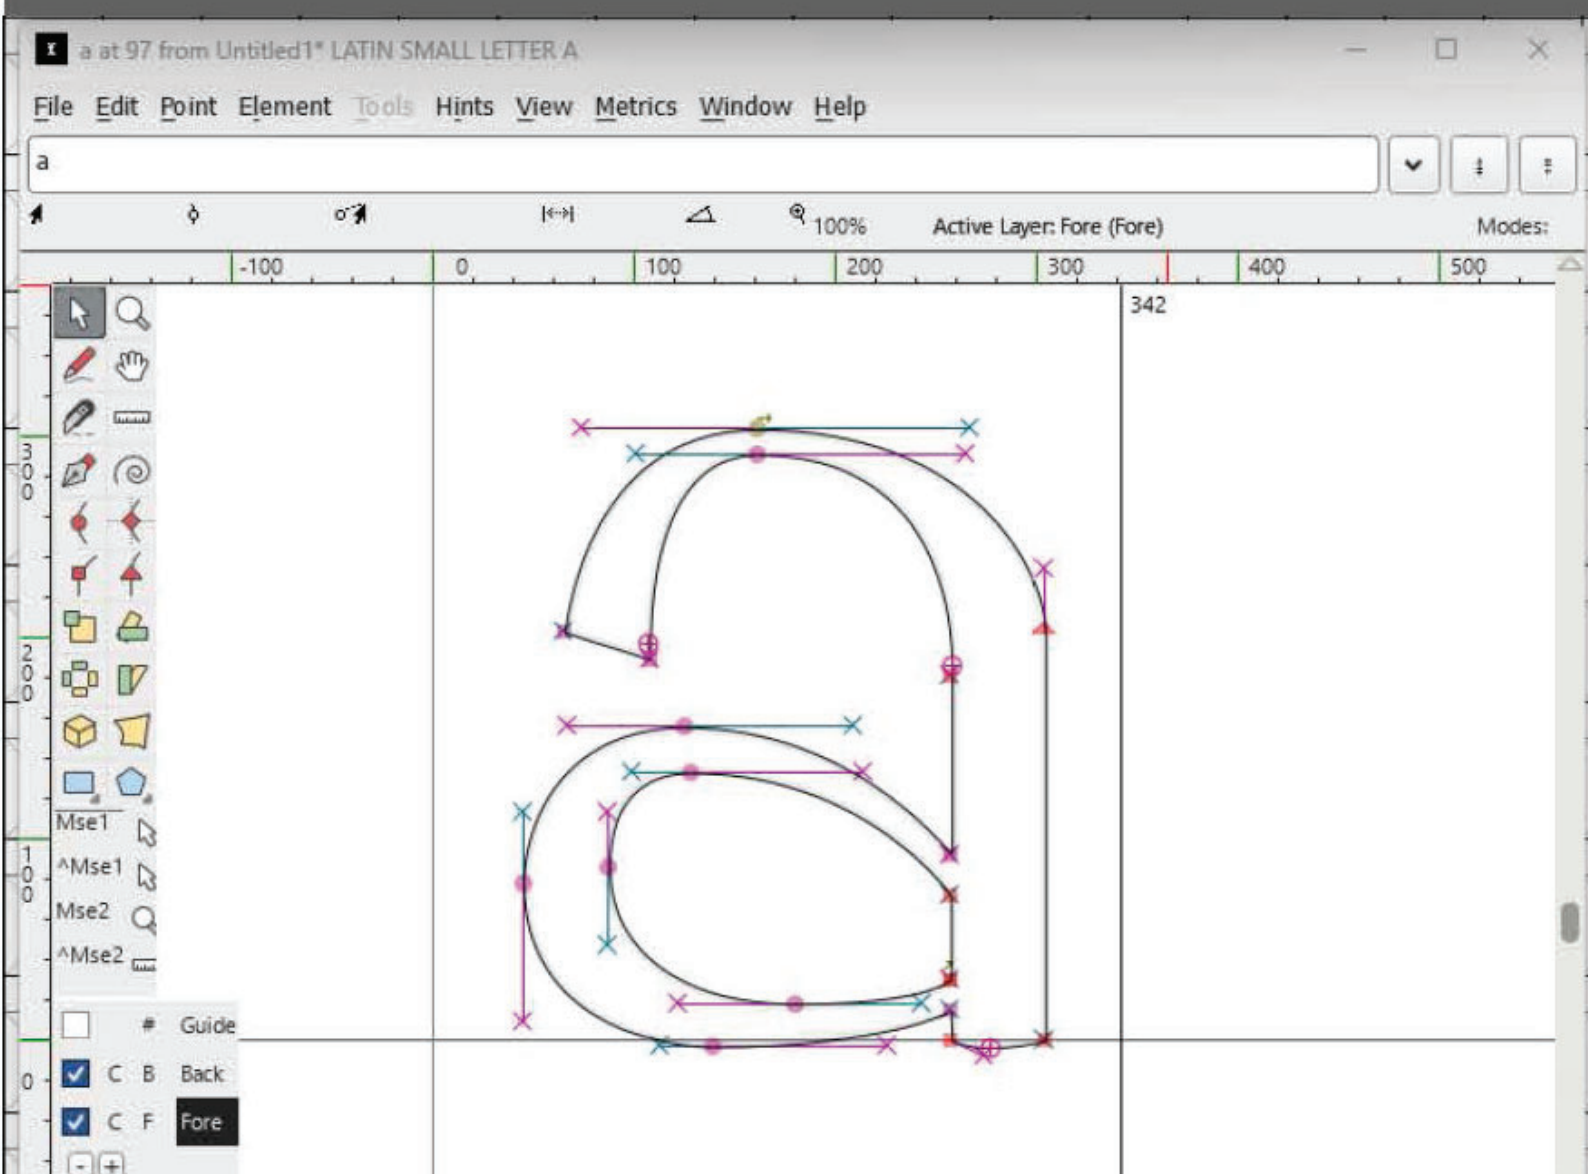 a at 97 from Untitled1* LATIN SMALL LETTER A
File Edit Point Element Tools Hints View Metrics Window Help
a
100% Active Layer: Fore (Fore) Modes:
-100 0 100 200 300 400 500
342
300
200
100
0
Mse1
^Mse1
Mse2
^Mse2
# Guide
C B Back
C F Fore
- +